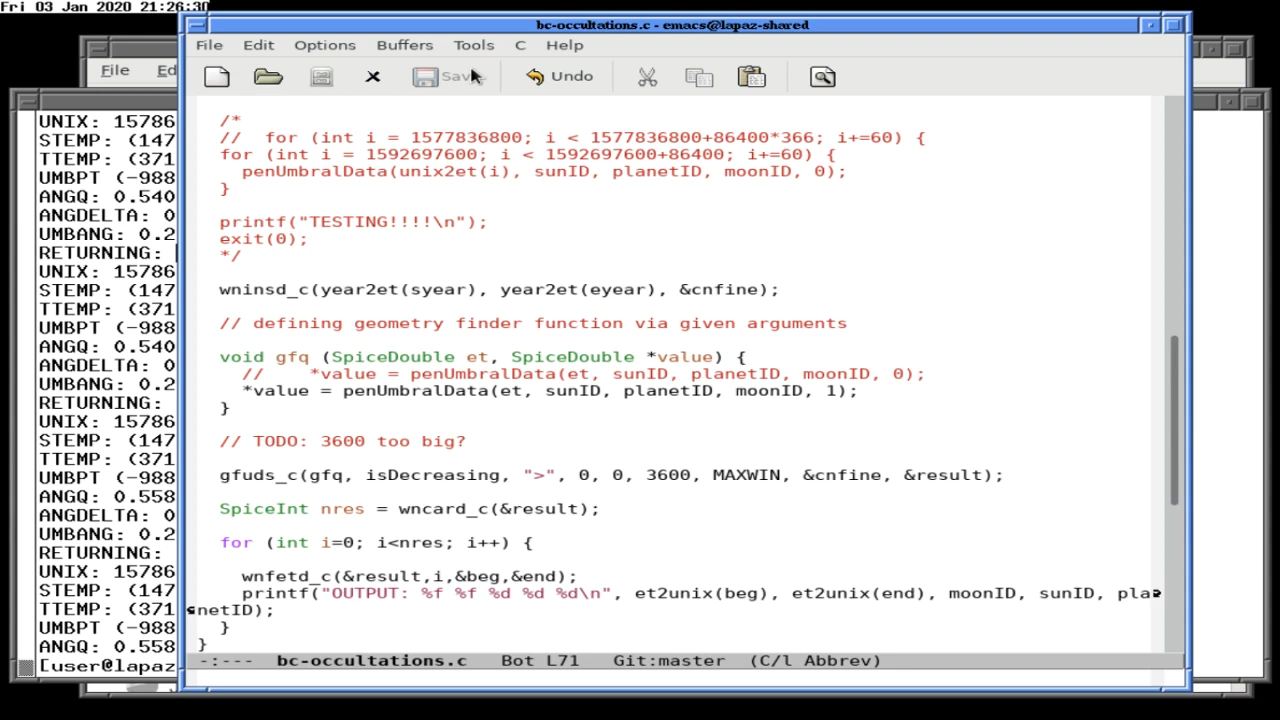 Fri 03 Jan 2020 21:26:30
bc-occultations.c - emacs@lapaz-shared
File Edit Options Buffers Tools C Help
File Ed
Save Undo
/*
//  for (int i = 1577836800; i < 1577836800+86400*366; i+=60) {
for (int i = 1592697600; i < 1592697600+86400; i+=60) {
penUmbralData(unix2et(i), sunID, planetID, moonID, 0);
}
printf("TESTING!!!!\n");
exit(0);
*/
wninsd_c(year2et(syear), year2et(eyear), &cnfine);
// defining geometry finder function via given arguments
void gfq (SpiceDouble et, SpiceDouble *value) {
//    *value = penUmbralData(et, sunID, planetID, moonID, 0);
*value = penUmbralData(et, sunID, planetID, moonID, 1);
}
// TODO: 3600 too big?
gfuds_c(gfq, isDecreasing, ">", 0, 0, 3600, MAXWIN, &cnfine, &result);
SpiceInt nres = wncard_c(&result);
for (int i=0; i<nres; i++) {
wnfetd_c(&result,i,&beg,&end);
printf("OUTPUT: %f %f %d %d %d\n", et2unix(beg), et2unix(end), moonID, sunID, pla
netID);
}
}
-:---  bc-occultations.c   Bot L71   Git:master  (C/l Abbrev)
UNIX: 15786
STEMP: (147
TTEMP: (371
UMBPT (-988
ANGQ: 0.540
ANGDELTA: 0
UMBANG: 0.2
RETURNING:
UNIX: 15786
STEMP: (147
TTEMP: (371
UMBPT (-988
ANGQ: 0.540
ANGDELTA: 0
UMBANG: 0.2
RETURNING:
UNIX: 15786
STEMP: (147
TTEMP: (371
UMBPT (-988
ANGQ: 0.558
ANGDELTA: 0
UMBANG: 0.2
RETURNING:
UNIX: 15786
STEMP: (147
TTEMP: (371
UMBPT (-988
ANGQ: 0.558
[user@lapaz